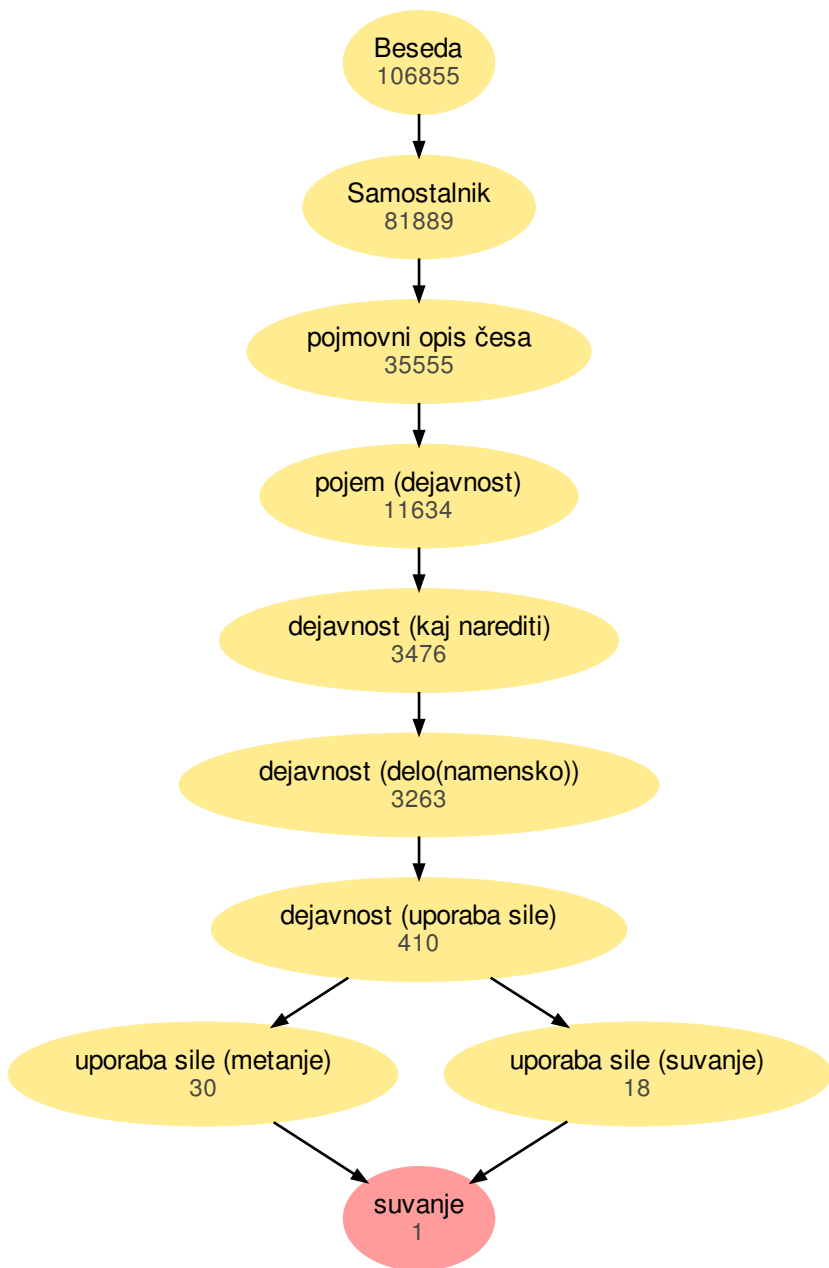 Beseda
106855
Samostalnik
81889
pojmovni opis česa
35555
pojem (dejavnost)
11634
dejavnost (kaj narediti)
3476
dejavnost (delo(namensko))
3263
dejavnost (uporaba sile)
410
uporaba sile (metanje)
30
uporaba sile (suvanje)
18
suvanje
1